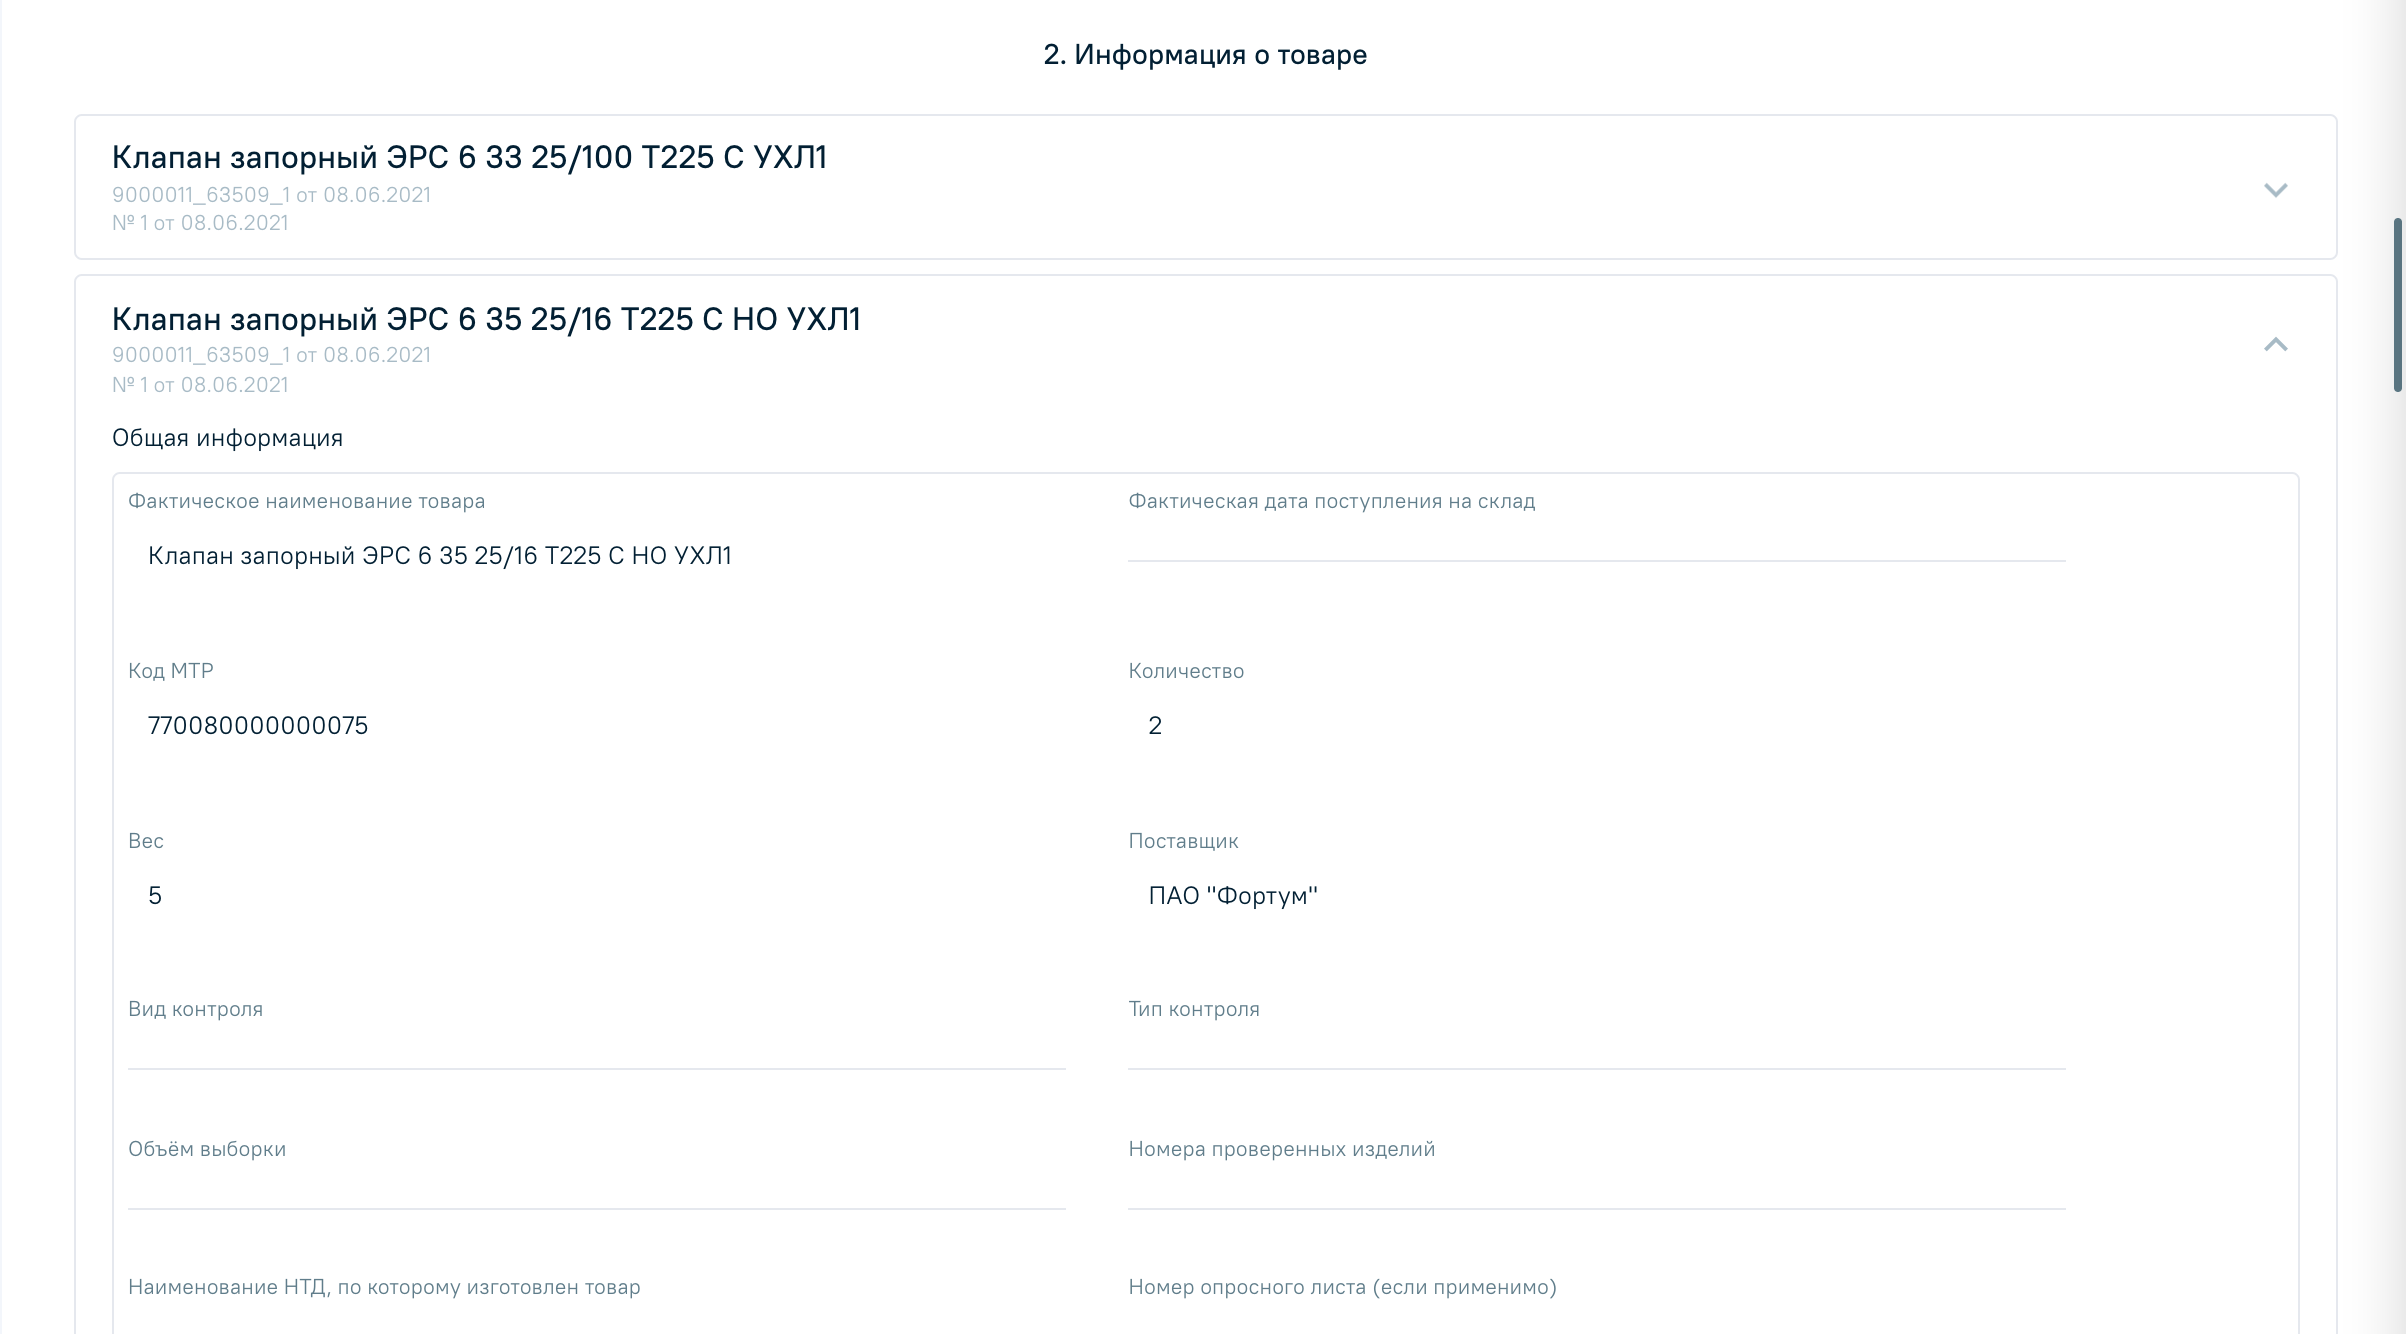 2. Информация о товаре
Клапан запорный ЭРС 6 33 25/100 Т225 С УХЛ1
9000011_63509_1 от 08.06.2021
№ 1 от 08.06.2021
Клапан запорный ЭРС 6 35 25/16 Т225 С НО УХЛ1
9000011_63509_1 от 08.06.2021
№ 1 от 08.06.2021
Общая информация
Фактическое наименование товара
Клапан запорный ЭРС 6 35 25/16 Т225 С НО УХЛ1
Фактическая дата поступления на склад
Код МТР
770080000000075
Количество
2
Вес
5
Поставщик
ПАО "Фортум"
Вид контроля
Тип контроля
Объём выборки
Номера проверенных изделий
Наименование НТД, по которому изготовлен товар
Номер опросного листа (если применимо)